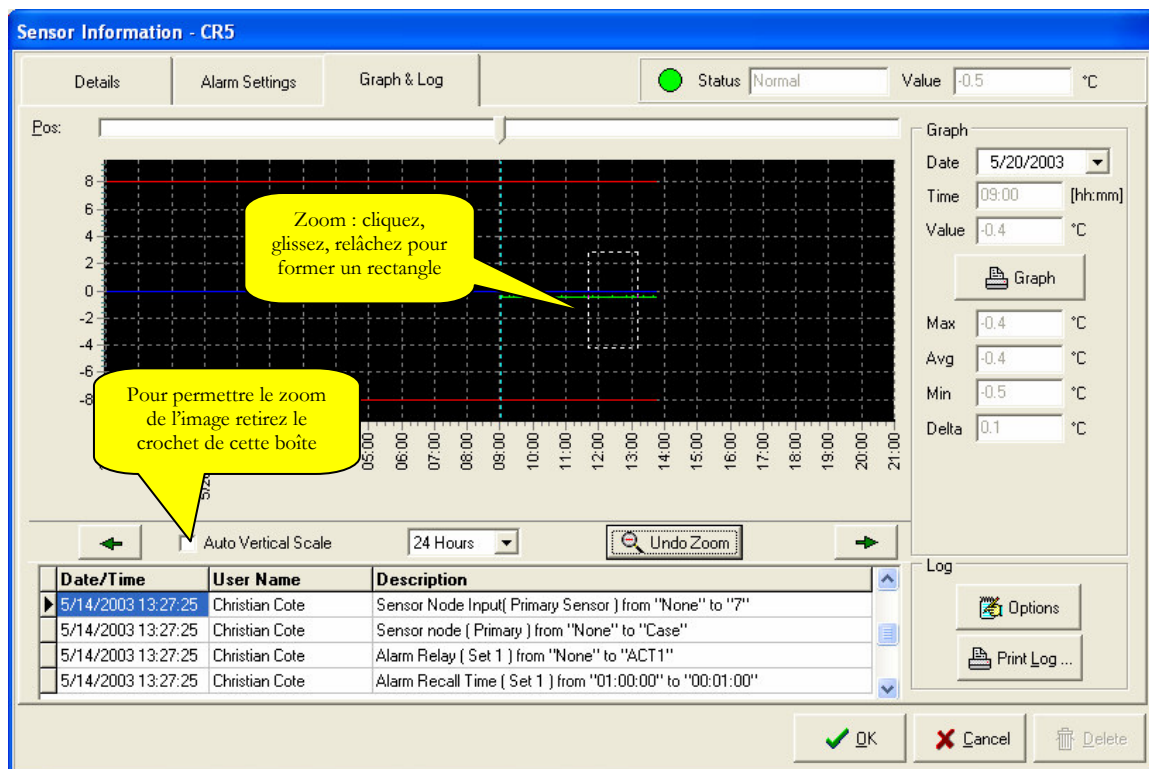 Sensor Information - CR5
Details
Alarm Settings
Graph & Log
Status Normal
Value -0.5 °C
Pos:
8
6
4
2
0
-2
-4
-6
-8
Zoom : cliquez,
glissez, relâchez pour
former un rectangle
Pour permettre le zoom
de l'image retirez le
crochet de cette boîte
05:00
06:00
07:00
08:00
09:00
10:00
11:00
12:00
13:00
14:00
15:00
16:00
17:00
18:00
19:00
20:00
21:00
Graph
Date 5/20/2003
Time 09:00 [hh:mm]
Value -0.4 °C
Graph
Max -0.4 °C
Avg -0.4 °C
Min -0.5 °C
Delta 0.1 °C
Auto Vertical Scale
24 Hours
Undo Zoom
Date/Time User Name Description
5/14/2003 13:27:25 Christian Cote Sensor Node Input( Primary Sensor ) from "None" to "7"
5/14/2003 13:27:25 Christian Cote Sensor node ( Primary ) from "None" to "Case"
5/14/2003 13:27:25 Christian Cote Alarm Relay ( Set 1 ) from "None" to "ACT1"
5/14/2003 13:27:25 Christian Cote Alarm Recall Time ( Set 1 ) from "01:00:00" to "00:01:00"
Log
Options
Print Log ...
OK
Cancel
Delete